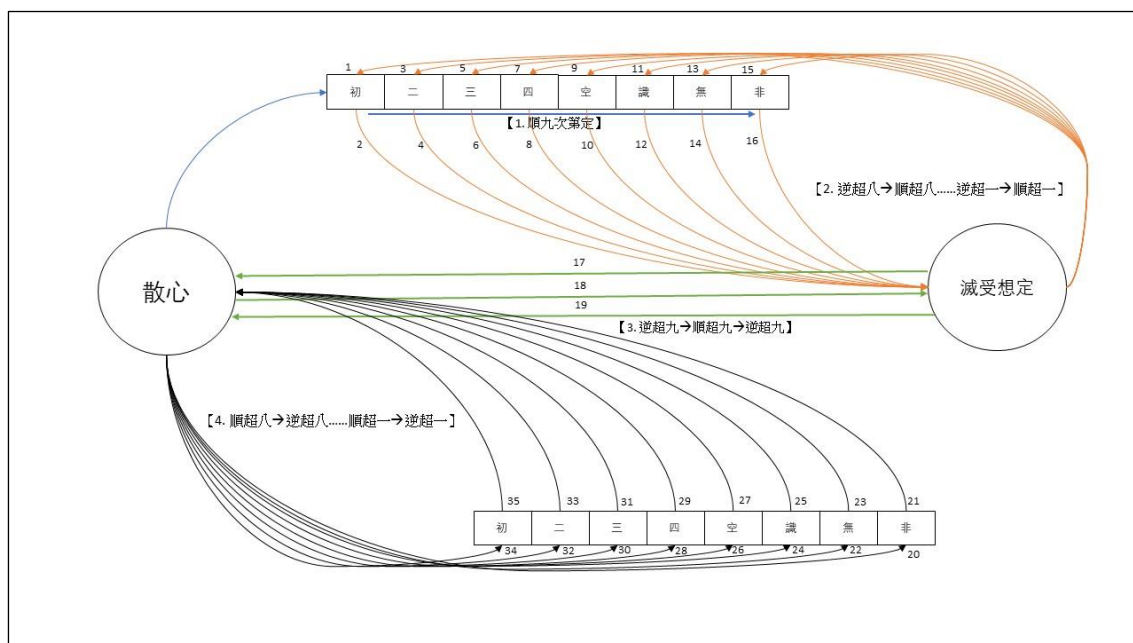 1 3 5 7 9 11 13 15
初 二 三 四 空 識 無 非
【1. 順九次第定】
2 4 6 8 10 12 14 16
【2. 逆超八→順超八……逆超一→順超一】
散心
滅受想定
17
18
19
【3. 逆超九→順超九→逆超九】
【4. 順超八→逆超八……順超一→逆超一】
35 33 31 29 27 25 23 21
初 二 三 四 空 識 無 非
34 32 30 28 26 24 22 20